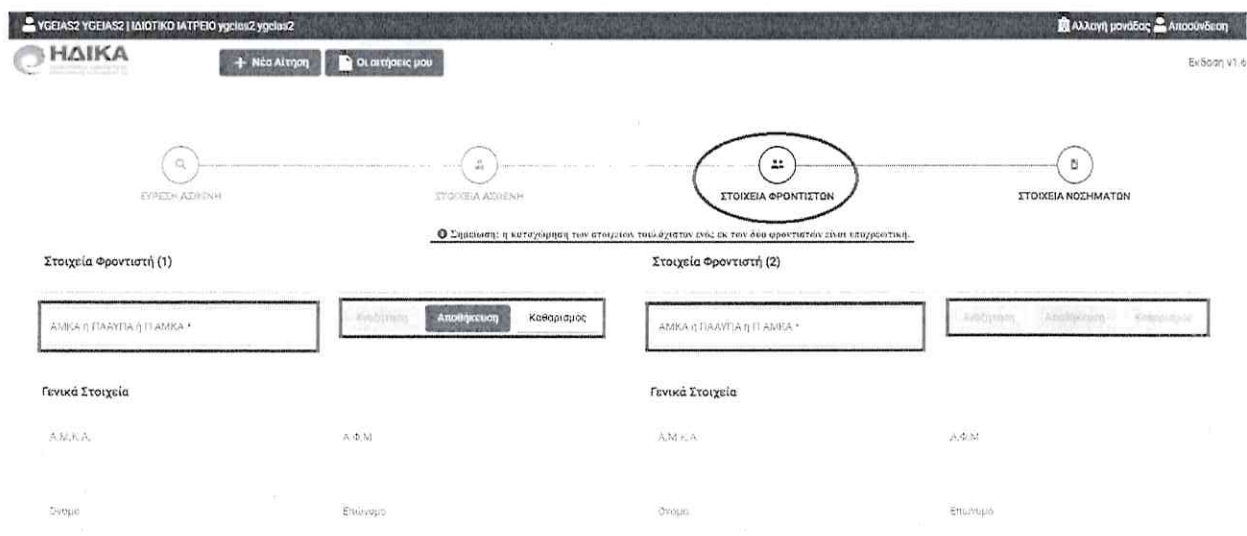 YGEIAS2 YGEIAS2 | ΙΔΙΩΤΙΚΟ ΙΑΤΡΕΙΟ ygeias2 ygeias2
Αλλαγή μονάδας Αποσύνδεση
ΗΔΙΚΑ
+ Νέα Αίτηση
Οι αιτήσεις μου
Εκδοση v1.6
ΕΥΡΕΣΗ ΑΣΘΕΝΗ
ΣΤΟΙΧΕΙΑ ΑΣΘΕΝΗ
ΣΤΟΙΧΕΙΑ ΦΡΟΝΤΙΣΤΩΝ
ΣΤΟΙΧΕΙΑ ΝΟΣΗΜΑΤΩΝ
Σημείωση: η καταχώρηση των στοιχείων τουλάχιστον ενός εκ των δύο φροντιστών είναι υποχρεωτική.
Στοιχεία Φροντιστή (1)
Στοιχεία Φροντιστή (2)
ΑΜΚΑ ή ΠΑΑΥΠΑ ή Π.ΑΜΚΑ *
Αναζήτηση Αποθήκευση Καθαρισμός
ΑΜΚΑ ή ΠΑΑΥΠΑ ή Π.ΑΜΚΑ *
Αναζήτηση Αποθήκευση Καθαρισμός
Γενικά Στοιχεία
Γενικά Στοιχεία
Α.Μ.Κ.Α.
Α.Φ.Μ
Α.Μ.Κ.Α.
Α.Φ.Μ
Όνομα
Επώνυμο
Όνομα
Επώνυμο